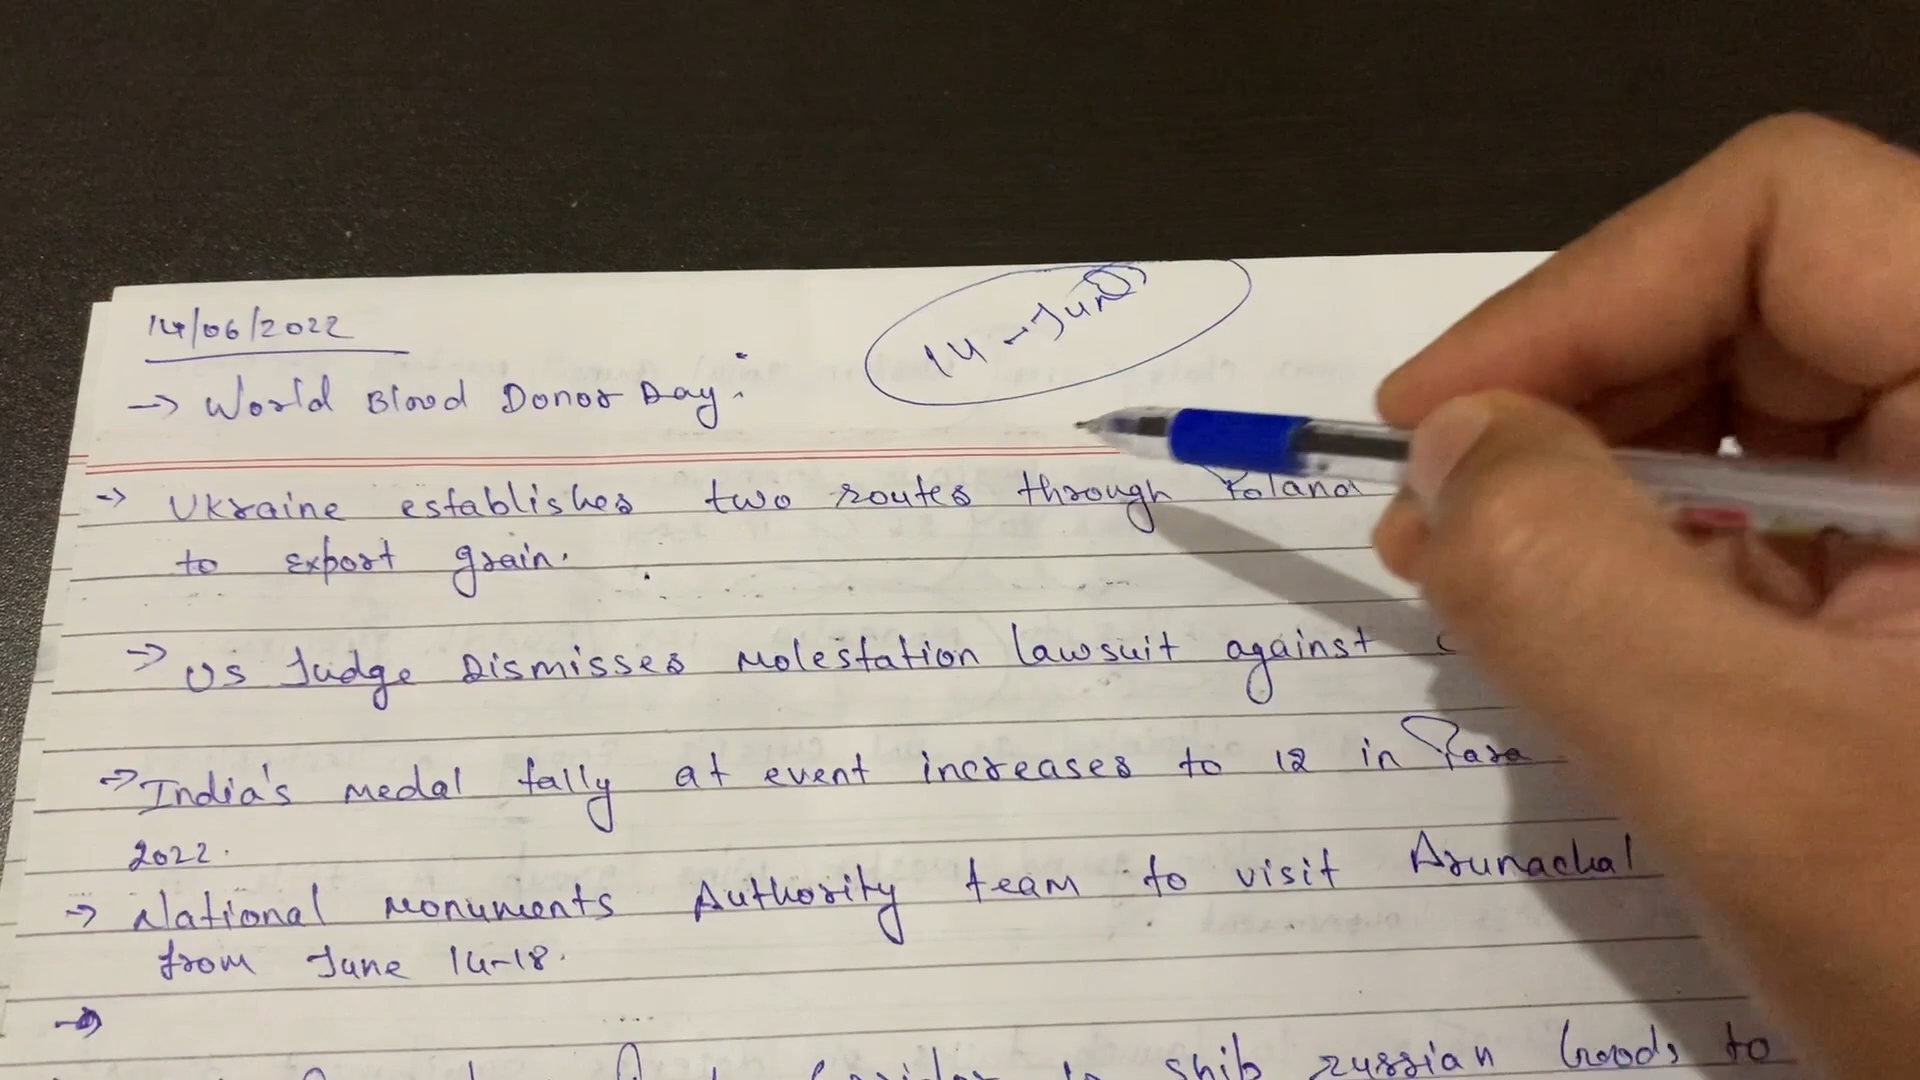 14/06/2022
14-June
→ World Blood Donor Day.
→ Ukraine establishes two routes through Poland
to export grain.
→ US Judge Dismisses Molestation lawsuit against
→ India's medal tally at event increases to 12 in Para
2022.
→ National Monuments Authority team to visit Arunachal
from June 14-18.
→
ship russian Goods to